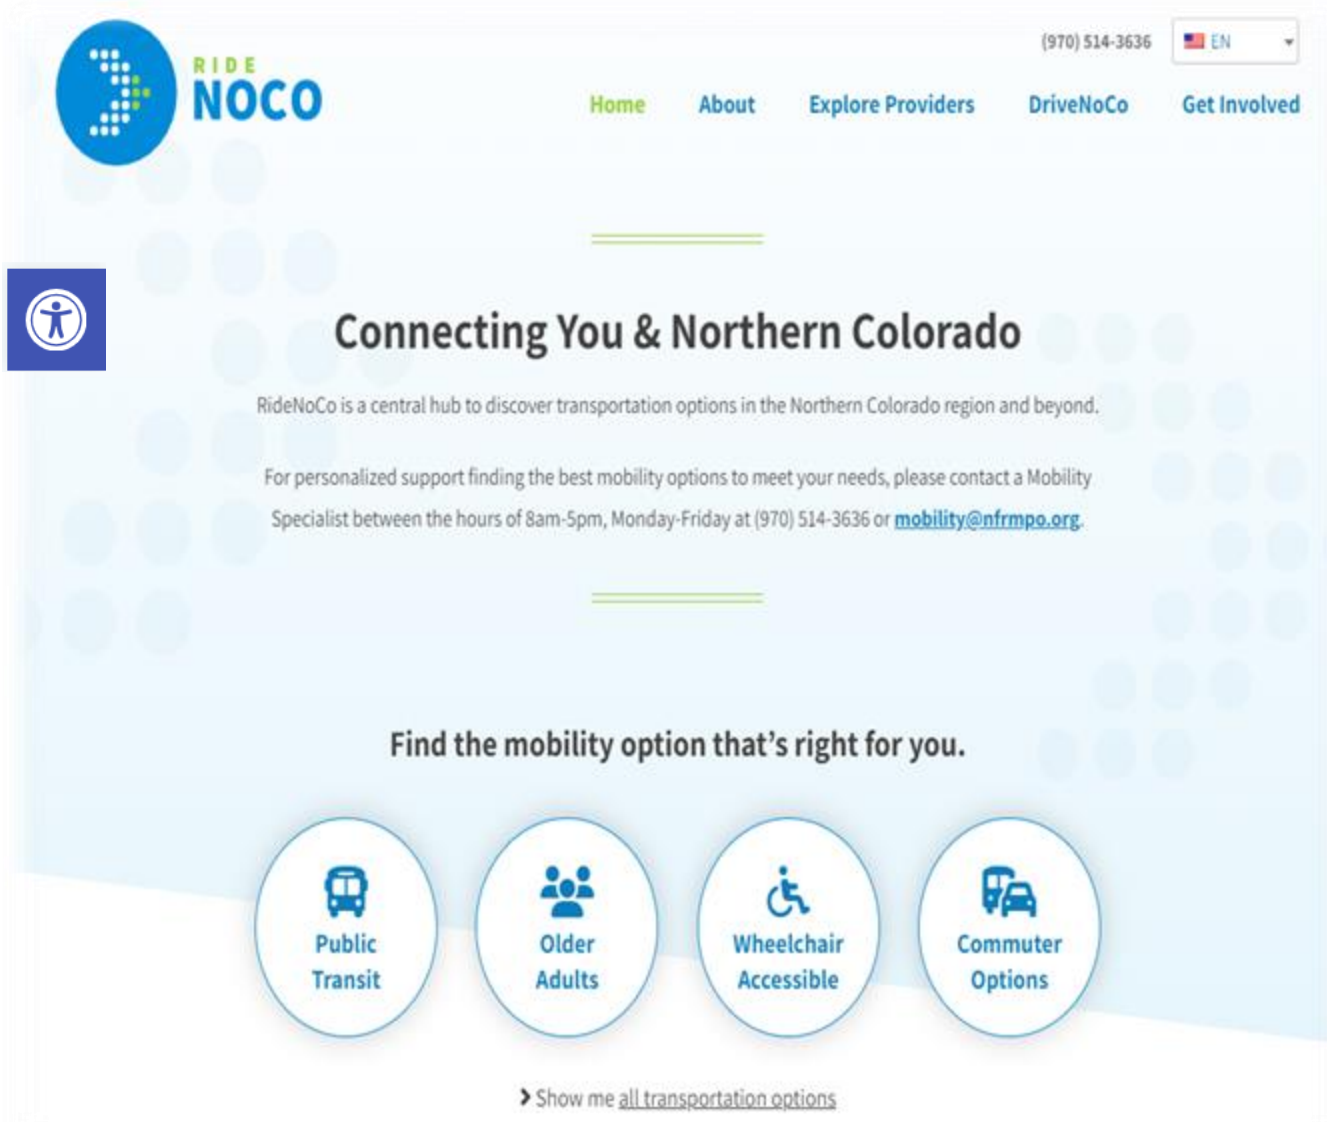 RIDE
NOCO
(970) 514-3636
EN
Home About Explore Providers DriveNoCo Get Involved
Connecting You & Northern Colorado
RideNoCo is a central hub to discover transportation options in the Northern Colorado region and beyond.
For personalized support finding the best mobility options to meet your needs, please contact a Mobility
Specialist between the hours of 8am-5pm, Monday-Friday at (970) 514-3636 or mobility@nfrmpo.org.
Find the mobility option that’s right for you.
Public
Transit
Older
Adults
Wheelchair
Accessible
Commuter
Options
Show me all transportation options